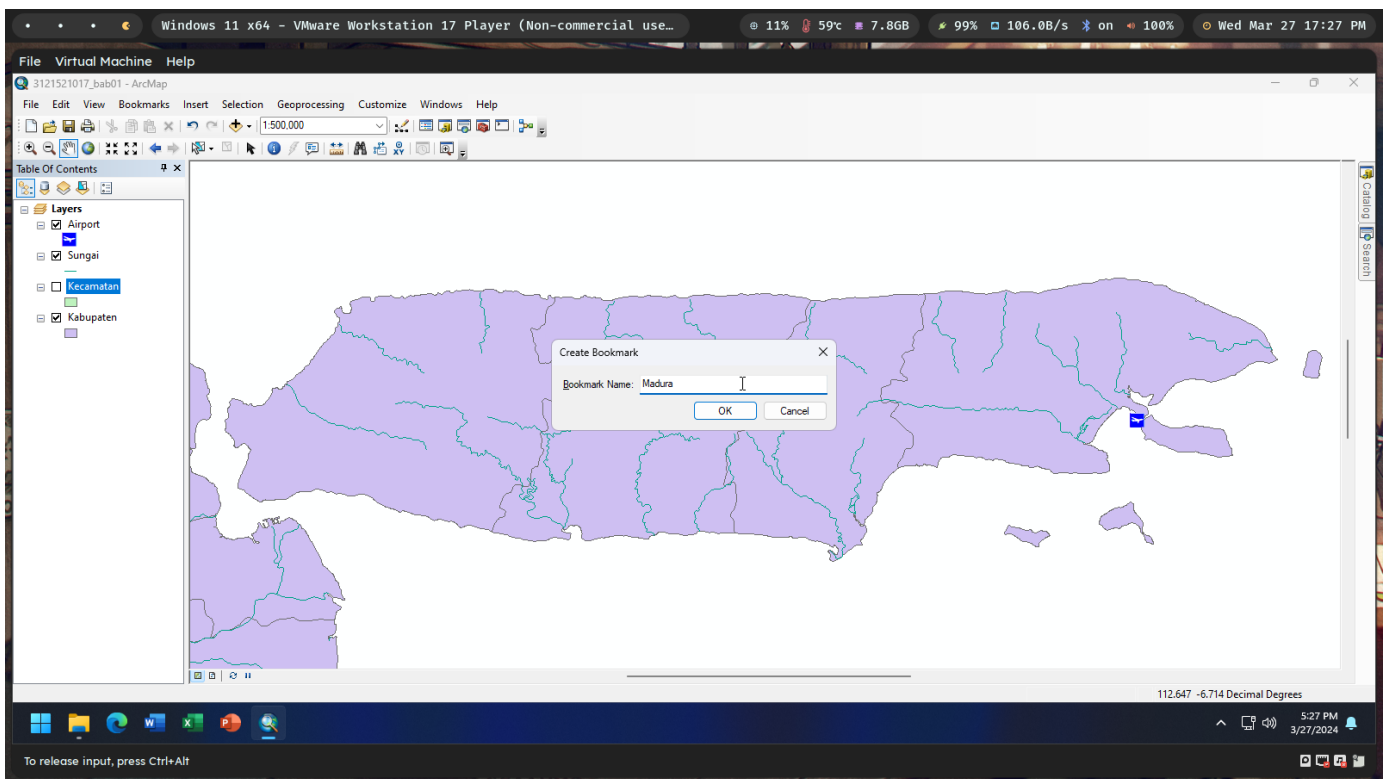 Windows 11 x64 - VMware Workstation 17 Player (Non-commercial use…
11% 59℃ 7.8GB 99% 106.0B/s on 100% Wed Mar 27 17:27 PM
File Virtual Machine Help
3121521017_bab01 - ArcMap
File Edit View Bookmarks Insert Selection Geoprocessing Customize Windows Help
1:500,000
Table Of Contents
Layers
Airport
Sungai
Kecamatan
Kabupaten
Catalog
Search
Create Bookmark
Bookmark Name: Madura
OK Cancel
112.647 -6.714 Decimal Degrees
5:27 PM
3/27/2024
To release input, press Ctrl+Alt